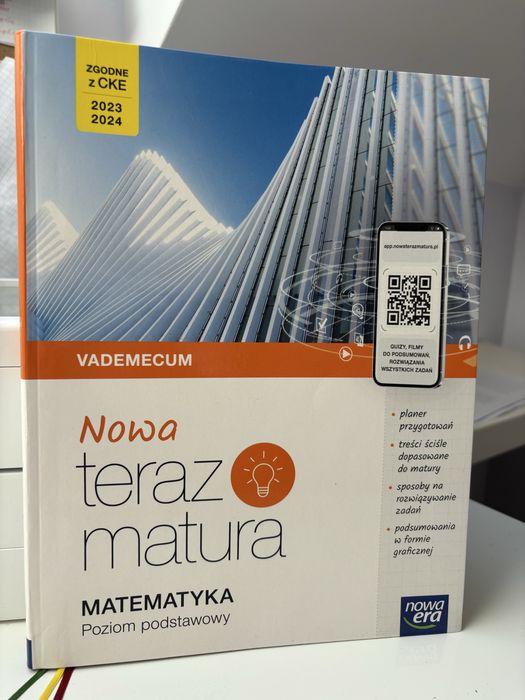 ZGODNE
z CKE
2023
2024
app.nowaterazmatura.pl
QUIZY, FILMY
DO PODSUMOWAŃ,
ROZWIĄZANIA
WSZYSTKICH ZADAŃ
VADEMECUM
Nowa
teraz
matura
MATEMATYKA
Poziom podstawowy
• planer
przygotowań
• treści ściśle
dopasowane
do matury
• sposoby na
rozwiązywanie
zadań
• podsumowania
w formie
graficznej
nowa
era